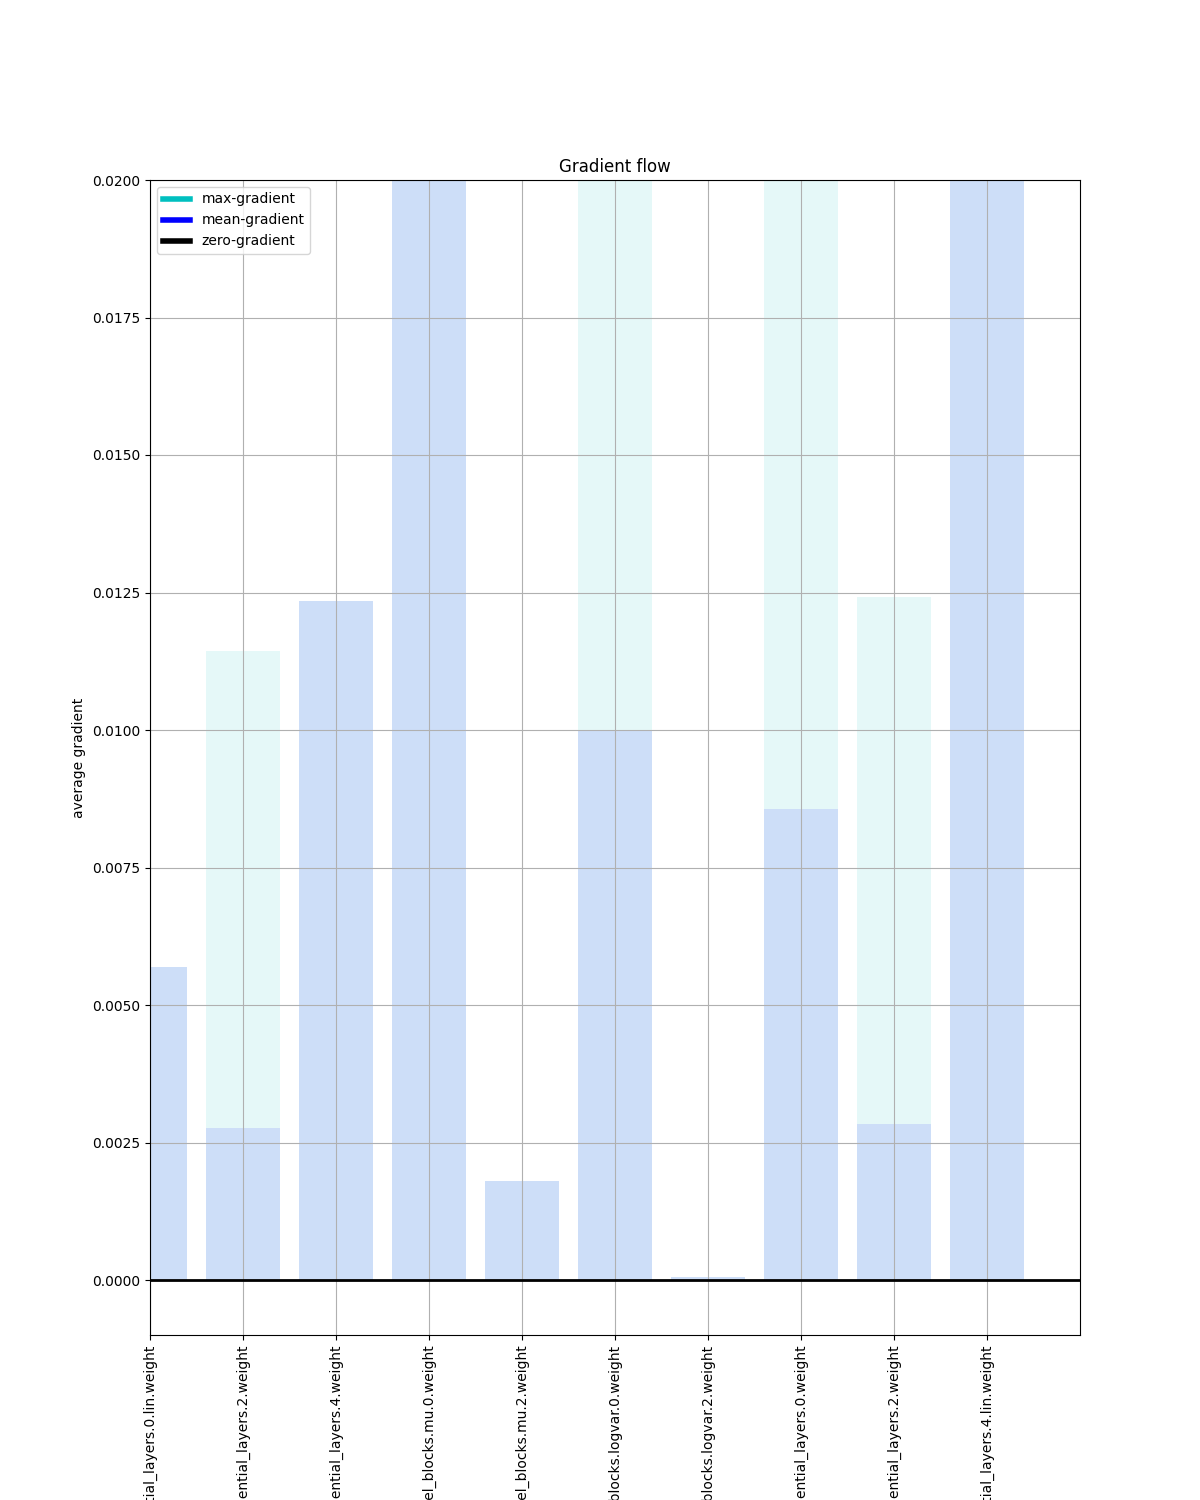 Gradient flow
max-gradient
mean-gradient
zero-gradient
0.0200
0.0175
0.0150
0.0125
0.0100
0.0075
0.0050
0.0025
0.0000
average gradient
tial_layers.0.lin.weight
ential_layers.2.weight
ential_layers.4.weight
el_blocks.mu.0.weight
el_blocks.mu.2.weight
blocks.logvar.0.weight
blocks.logvar.2.weight
ential_layers.0.weight
ential_layers.2.weight
tial_layers.4.lin.weight